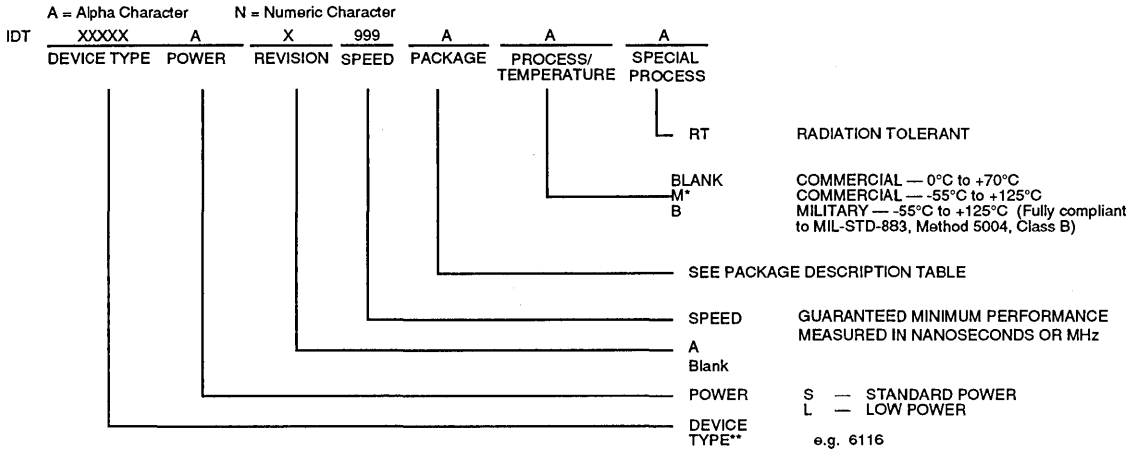 A = Alpha Character N = Numeric Character
IDT XXXXX A X 999 A A A
DEVICE TYPE POWER REVISION SPEED PACKAGE PROCESS/ SPECIAL
TEMPERATURE PROCESS
RT RADIATION TOLERANT
BLANK COMMERCIAL — 0°C to +70°C
M* COMMERCIAL — -55°C to +125°C
B MILITARY — -55°C to +125°C (Fully compliant
to MIL-STD-883, Method 5004, Class B)
SEE PACKAGE DESCRIPTION TABLE
SPEED GUARANTEED MINIMUM PERFORMANCE
MEASURED IN NANOSECONDS OR MHz
A
Blank
POWER S — STANDARD POWER
L — LOW POWER
DEVICE
TYPE** e.g. 6116